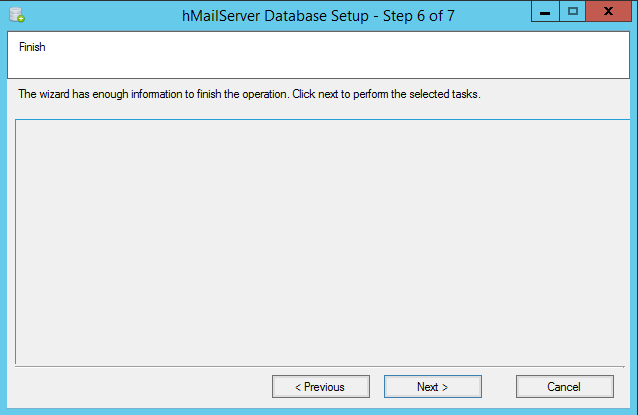 hMailServer Database Setup - Step 6 of 7
Finish
The wizard has enough information to finish the operation. Click next to perform the selected tasks.
< Previous
Next >
Cancel